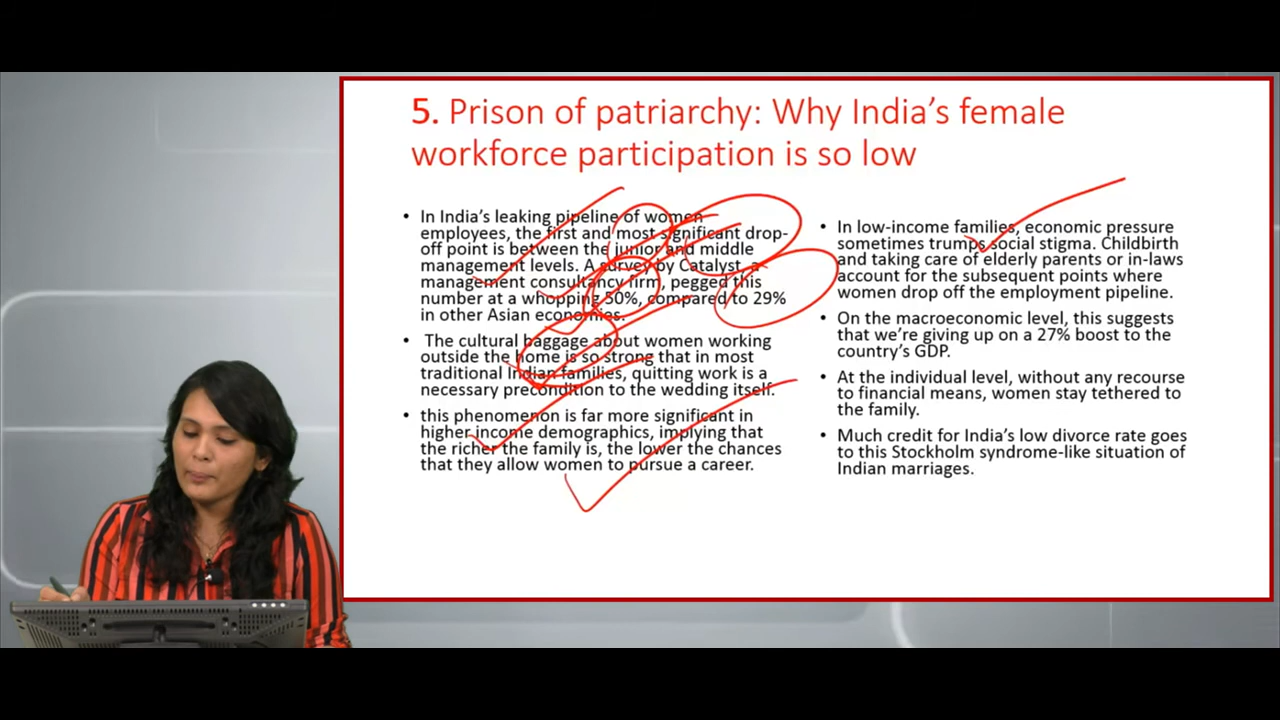 5. Prison of patriarchy: Why India's female
workforce participation is so low
• In India's leaking pipeline of women
employees, the first and most significant drop-
off point is between the junior and middle
management levels. A survey by Catalyst, a
management consultancy firm, pegged this
number at a whopping 50%, compared to 29%
in other Asian economies.
• The cultural baggage about women working
outside the home is so strong that in most
traditional Indian families, quitting work is a
necessary precondition to the wedding itself.
• this phenomenon is far more significant in
higher income demographics, implying that
the richer the family is, the lower the chances
that they allow women to pursue a career.
• In low-income families, economic pressure
sometimes trumps social stigma. Childbirth
and taking care of elderly parents or in-laws
account for the subsequent points where
women drop off the employment pipeline.
• On the macroeconomic level, this suggests
that we're giving up on a 27% boost to the
country's GDP.
• At the individual level, without any recourse
to financial means, women stay tethered to
the family.
• Much credit for India's low divorce rate goes
to this Stockholm syndrome-like situation of
Indian marriages.